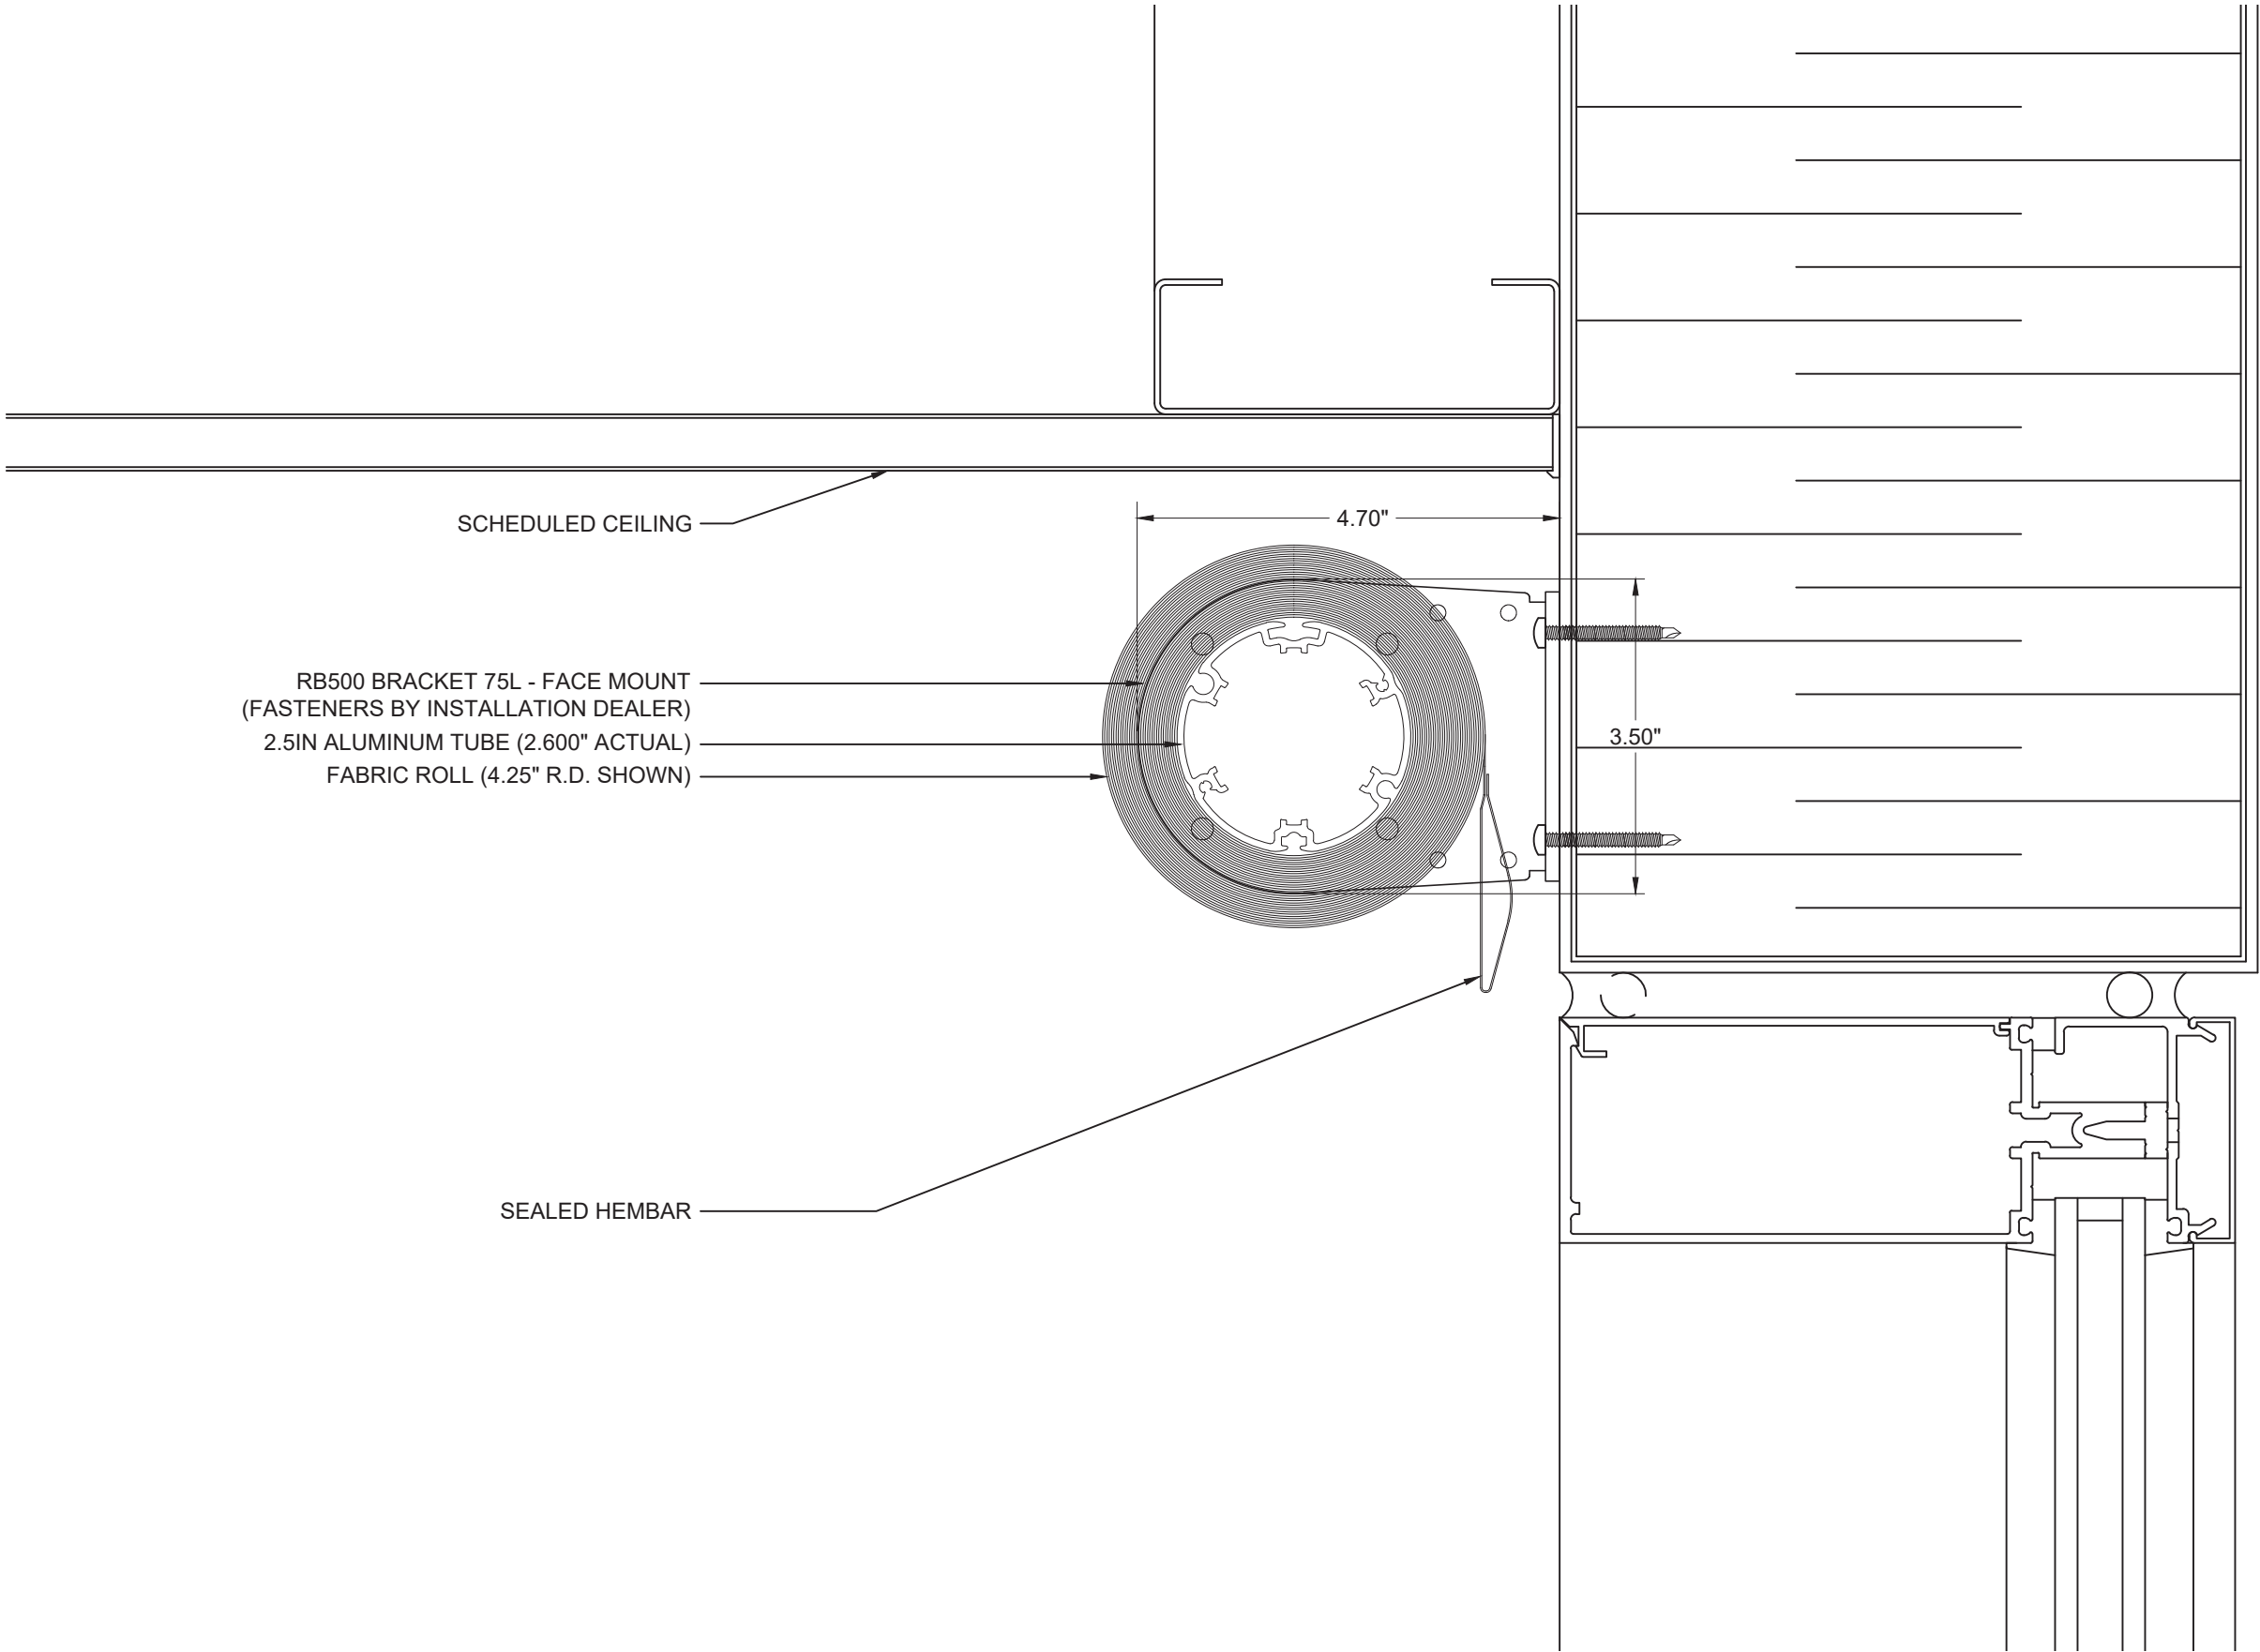 SCHEDULED CEILING
4.70"
RB500 BRACKET 75L - FACE MOUNT
(FASTENERS BY INSTALLATION DEALER)
2.5IN ALUMINUM TUBE (2.600" ACTUAL)
3.50"
FABRIC ROLL (4.25" R.D. SHOWN)
SEALED HEMBAR